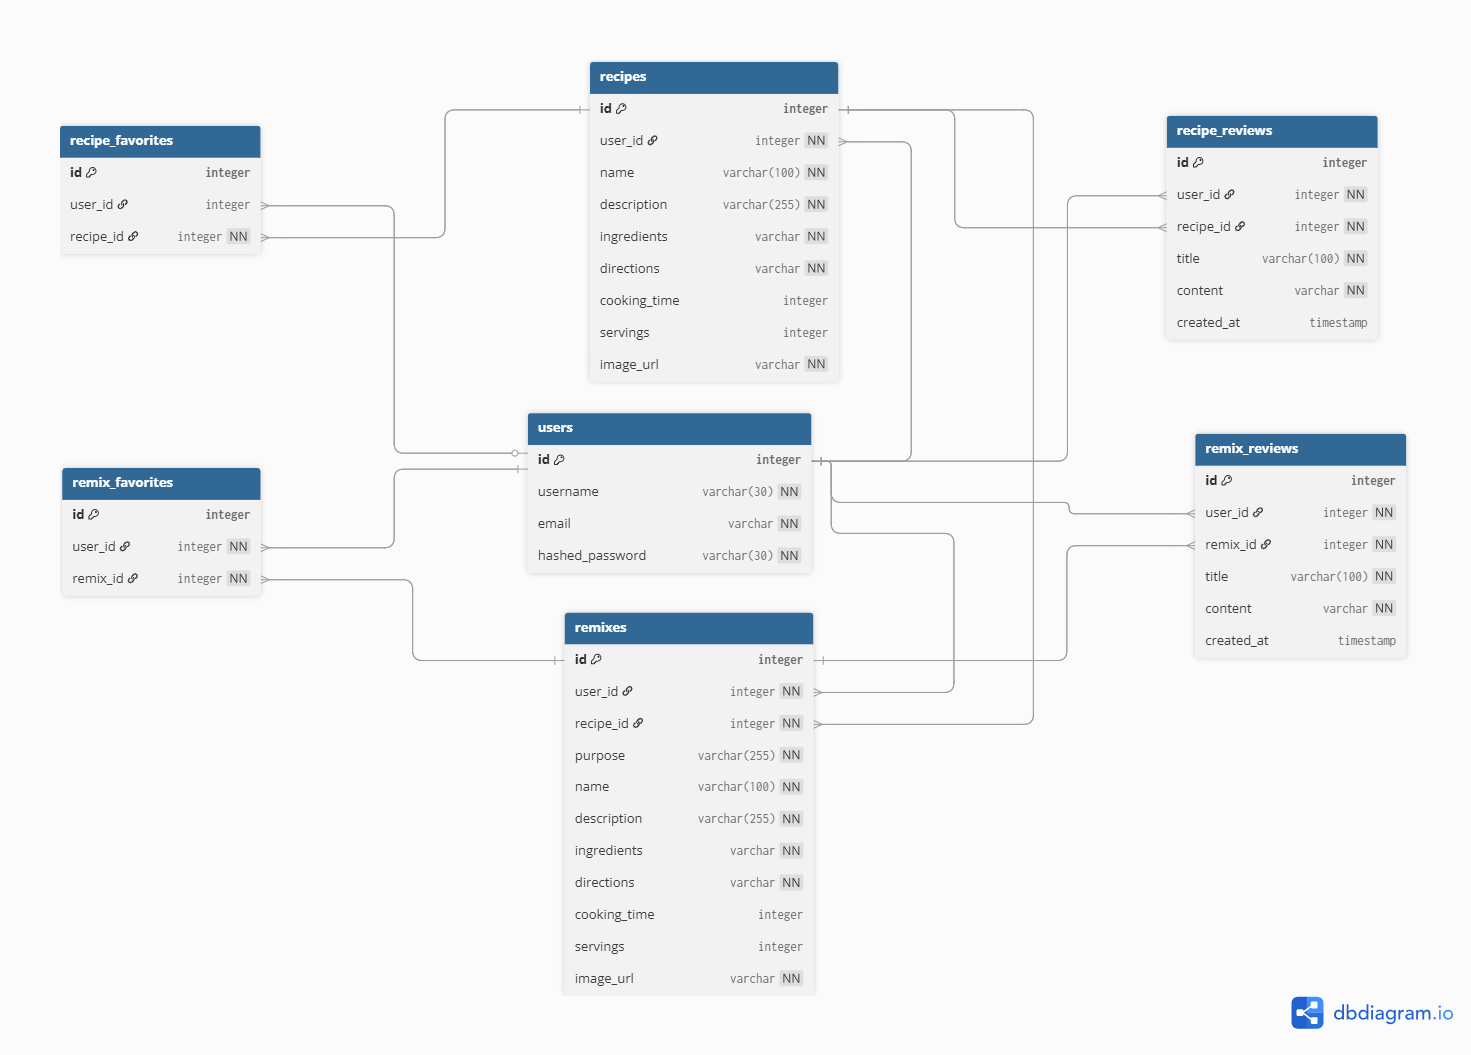 recipes
id integer
user_id integer NN
name varchar(100) NN
description varchar(255) NN
ingredients varchar NN
directions varchar NN
cooking_time integer
servings integer
image_url varchar NN
recipe_favorites
id integer
user_id integer
recipe_id integer NN
recipe_reviews
id integer
user_id integer NN
recipe_id integer NN
title varchar(100) NN
content varchar NN
created_at timestamp
users
id integer
username varchar(30) NN
email varchar NN
hashed_password varchar(30) NN
remix_favorites
id integer
user_id integer NN
remix_id integer NN
remix_reviews
id integer
user_id integer NN
remix_id integer NN
title varchar(100) NN
content varchar NN
created_at timestamp
remixes
id integer
user_id integer NN
recipe_id integer NN
purpose varchar(255) NN
name varchar(100) NN
description varchar(255) NN
ingredients varchar NN
directions varchar NN
cooking_time integer
servings integer
image_url varchar NN
dbdiagram.io